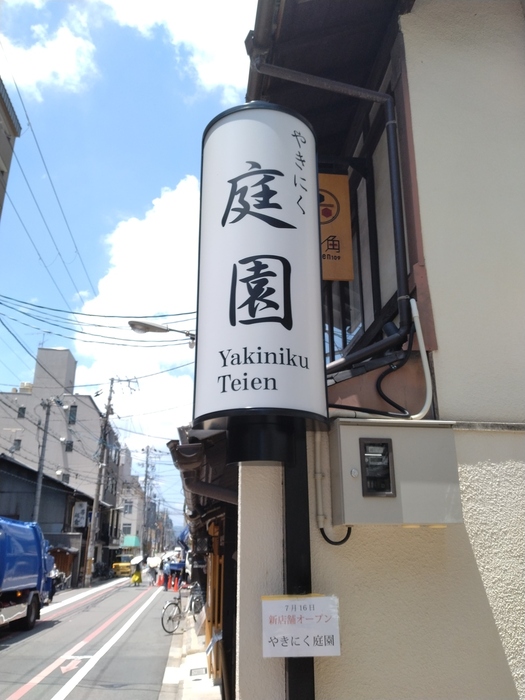 やきにく
庭園
Yakiniku
Teien
角
7月16日
新店舗オープン
やきにく庭園